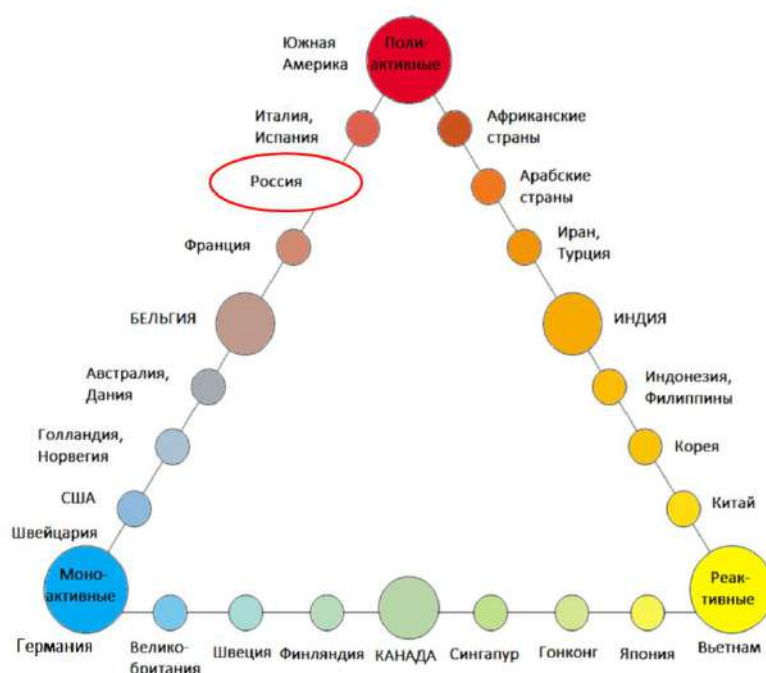 Южная
Америка
Поли-
активные
Италия,
Испания
Африканские
страны
Россия
Арабские
страны
Франция
Иран,
Турция
БЕЛЬГИЯ
ИНДИЯ
Австралия,
Дания
Индонезия,
Филиппины
Голландия,
Норвегия
Корея
США
Китай
Швейцария
Моно-
активные
Реак-
тивные
Германия
Велико-
британия
Швеция
Финляндия
КАНАДА
Сингапур
Гонконг
Япония
Вьетнам